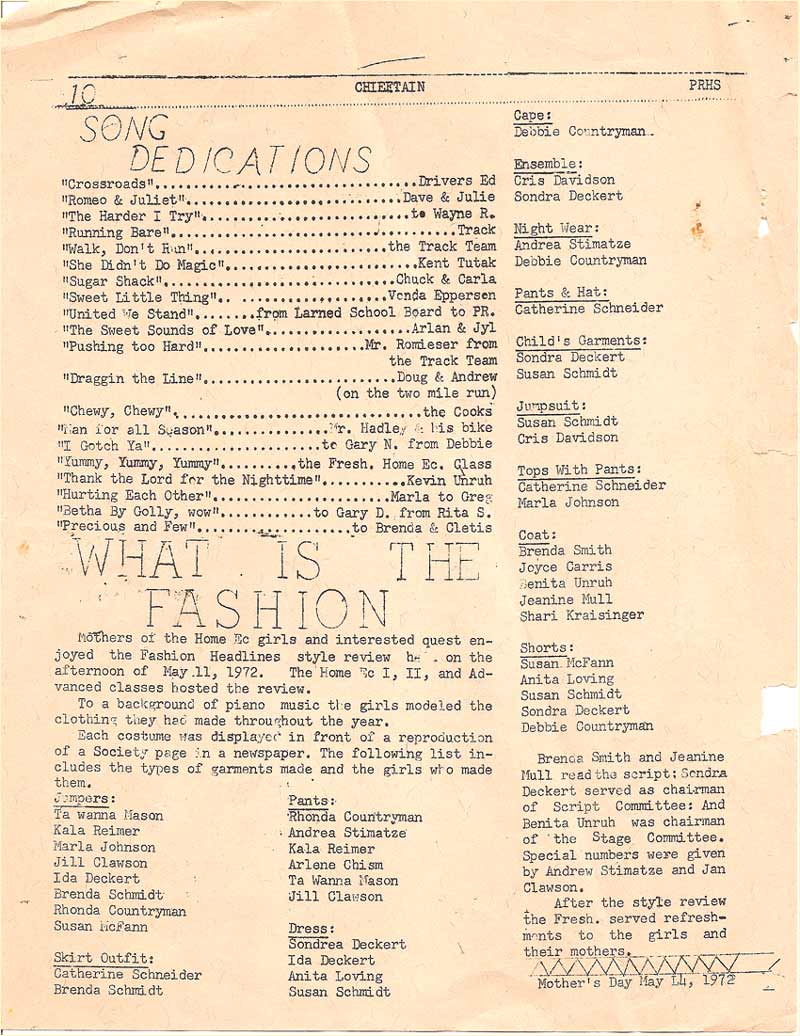 10
CHIEFTAIN
PRHS
SONG
DEDICATIONS
"Crossroads".....................................Drivers Ed
"Romeo & Juliet"..............................Dave & Julie
"The Harder I Try".............................to Wayne R.
"Running Bare".......................................Track
"Walk, Don't Run"...........................the Track Team
"She Didn't Do Magic"...........................Kent Tutak
"Sugar Shack"................................Chuck & Carla
"Sweet Little Thing".. .....................Venda Eppersen
"United We Stand".......from Larned School Board to PR.
"The Sweet Sounds of Love"....................Arlan & Jyl
"Pushing too Hard"......................Mr. Romieser from
the Track Team
"Draggin the Line"..........................Doug & Andrew
(on the two mile run)
"Chewy, Chewy"..................................the Cooks
"Man for all Season"...............Mr. Hadley & his bike
"I Gotch Ya"........................to Gary N. from Debbie
"Yummy, Yummy, Yummy".........the Fresh. Home Ec. Class
"Thank the Lord for the Nighttime"..........Kevin Unruh
"Hurting Each Other"......................Marla to Greg
"Betha By Golly, wow"............to Gary D. from Rita S.
"Precious and Few"....................to Brenda & Cletis
WHAT IS THE
FASHION
Mothers of the Home Ec girls and interested quest en-
joyed the Fashion Headlines style review on the
afternoon of May 11, 1972. The Home Ec I, II, and Ad-
vanced classes hosted the review.
To a background of piano music the girls modeled the
clothing they had made throughout the year.
Each costume was displayed in front of a reproduction
of a Society page in a newspaper. The following list in-
cludes the types of garments made and the girls who made
them.
Jumpers:
Ta wanna Mason
Kala Reimer
Marla Johnson
Jill Clawson
Ida Deckert
Brenda Schmidt
Rhonda Countryman
Susan McFann
Skirt Outfit:
Catherine Schneider
Brenda Schmidt
Pants:
Rhonda Countryman
Andrea Stimatze
Kala Reimer
Arlene Chism
Ta Wanna Mason
Jill Clawson
Dress:
Sondrea Deckert
Ida Deckert
Anita Loving
Susan Schmidt
Cape:
Debbie Countryman
Ensemble:
Cris Davidson
Sondra Deckert
Night Wear:
Andrea Stimatze
Debbie Countryman
Pants & Hat:
Catherine Schneider
Child's Garments:
Sondra Deckert
Susan Schmidt
Jumpsuit:
Susan Schmidt
Cris Davidson
Tops With Pants:
Catherine Schneider
Marla Johnson
Coat:
Brenda Smith
Joyce Carris
Benita Unruh
Jeanine Mull
Shari Kraisinger
Shorts:
Susan McFann
Anita Loving
Susan Schmidt
Sondra Deckert
Debbie Countryman
Brenda Smith and Jeanine
Mull read the script; Sondra
Deckert served as chairman
of Script Committee: And
Benita Unruh was chairman
of the Stage Committee.
Special numbers were given
by Andrew Stimatze and Jan
Clawson.
After the style review
the Fresh. served refresh-
ments to the girls and
their mothers.
Mother's Day May 14, 1972